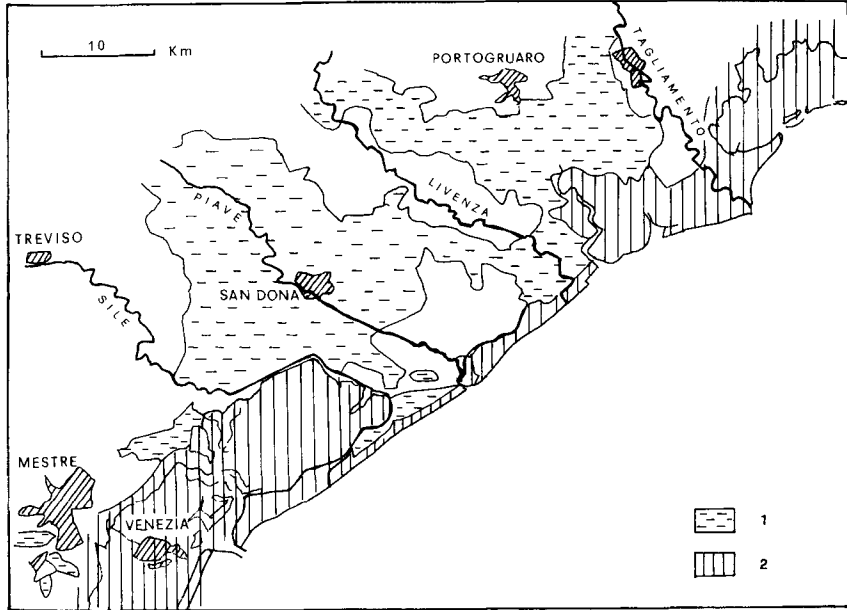 10
Km
PORTOGRUARO
TAGLIAMENTO
LIVENZA
PIAVE
TREVISO
SAN DONA
SILE
MESTRE
VENEZIA
1
2